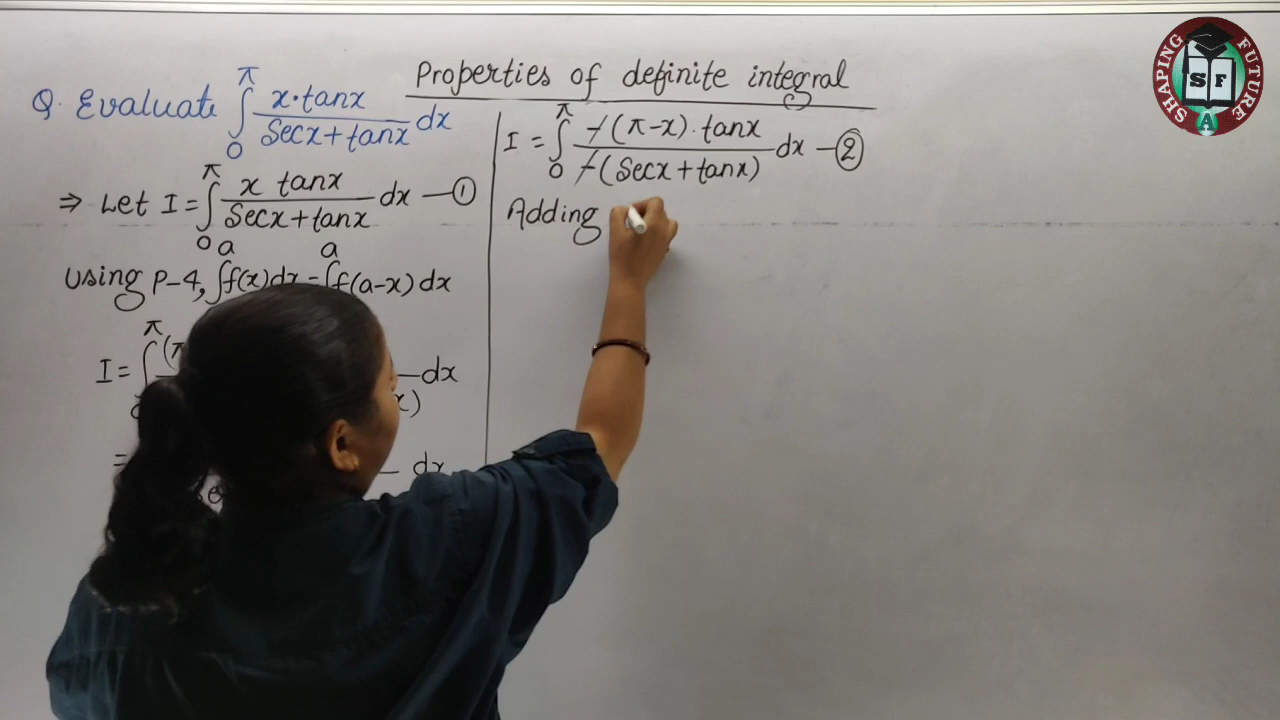 Properties of definite integral
Q. Evaluate ∫₀^π x·tanx / (Secx+tanx) dx
⇒ Let I = ∫₀^π x tanx / (Secx+tanx) dx —①
Using P-4, ∫₀^a f(x)dx = ∫₀^a f(a-x)dx
I = ∫ π (π dx
x)
= dx
I = ∫₀^π -(π-x)·tanx / -(Secx+tanx) dx —②
Adding
SHAPING FUTURE
SF
A